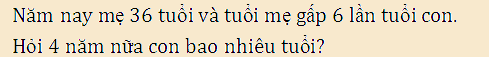 Năm nay mẹ 36 tuổi và tuổi mẹ gấp 6 lần tuổi con.
Hỏi 4 năm nữa con bao nhiêu tuổi?